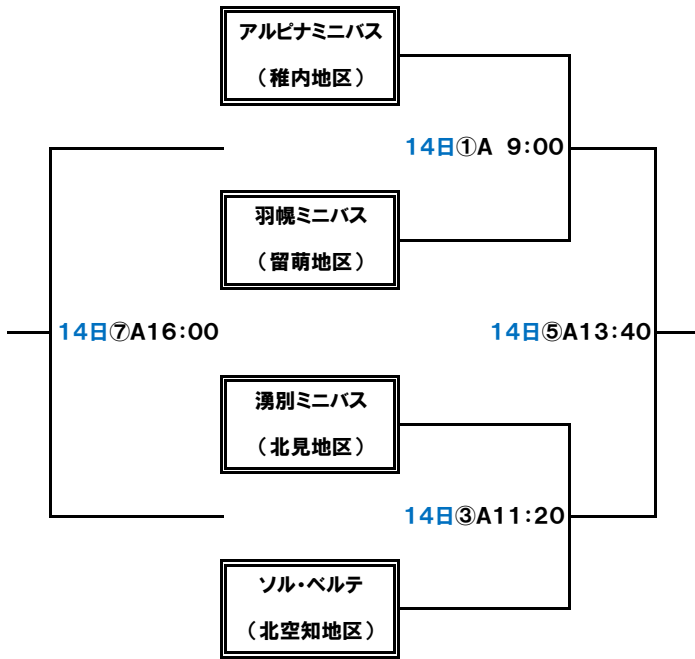 アルピナミニバス
（稚内地区）
14日①A 9:00
羽幌ミニバス
（留萌地区）
14日⑦A16:00
14日⑤A13:40
湧別ミニバス
（北見地区）
14日③A11:20
ソル・ベルテ
（北空知地区）